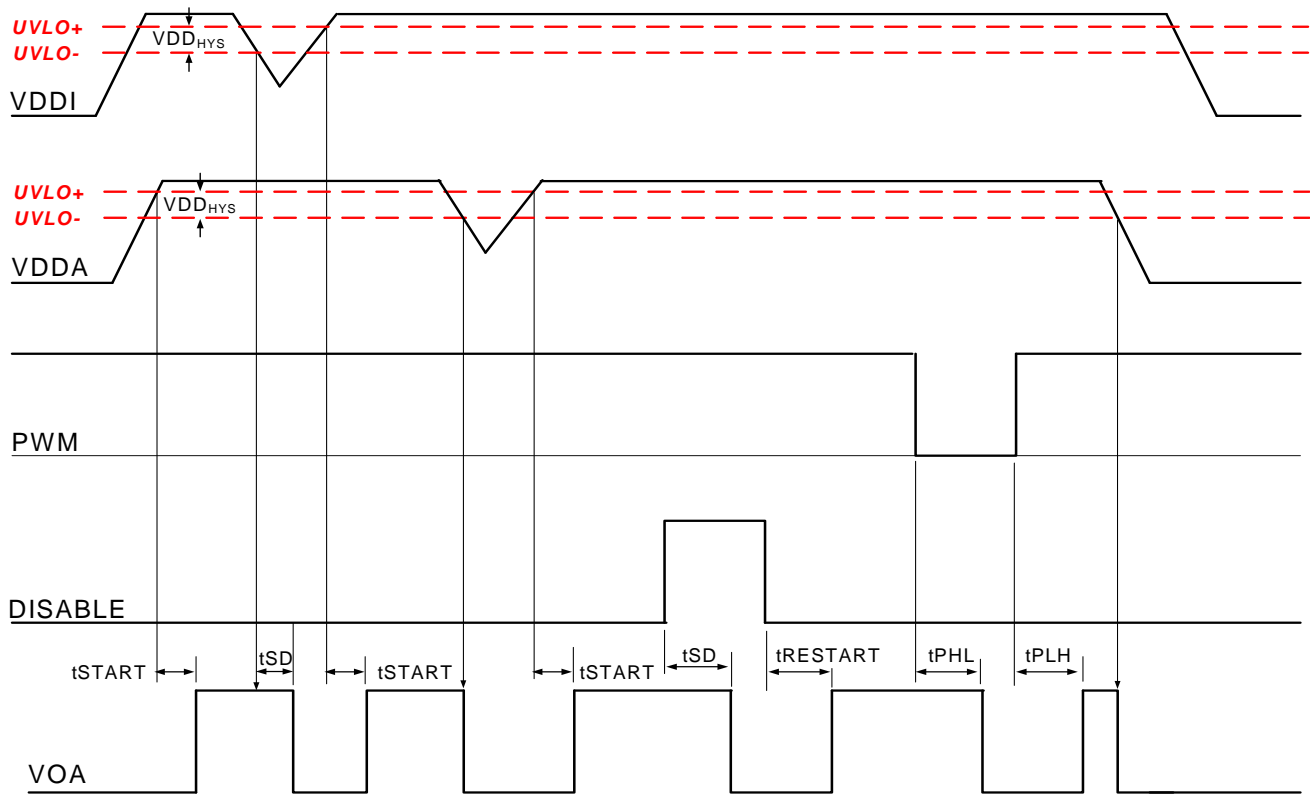 UVLO+
VDDHYS
UVLO-
VDDI
UVLO+
VDDHYS
UVLO-
VDDA
PWM
DISABLE
tSTART
tSD
tSTART
tSTART
tSD
tRESTART
tPHL
tPLH
VOA